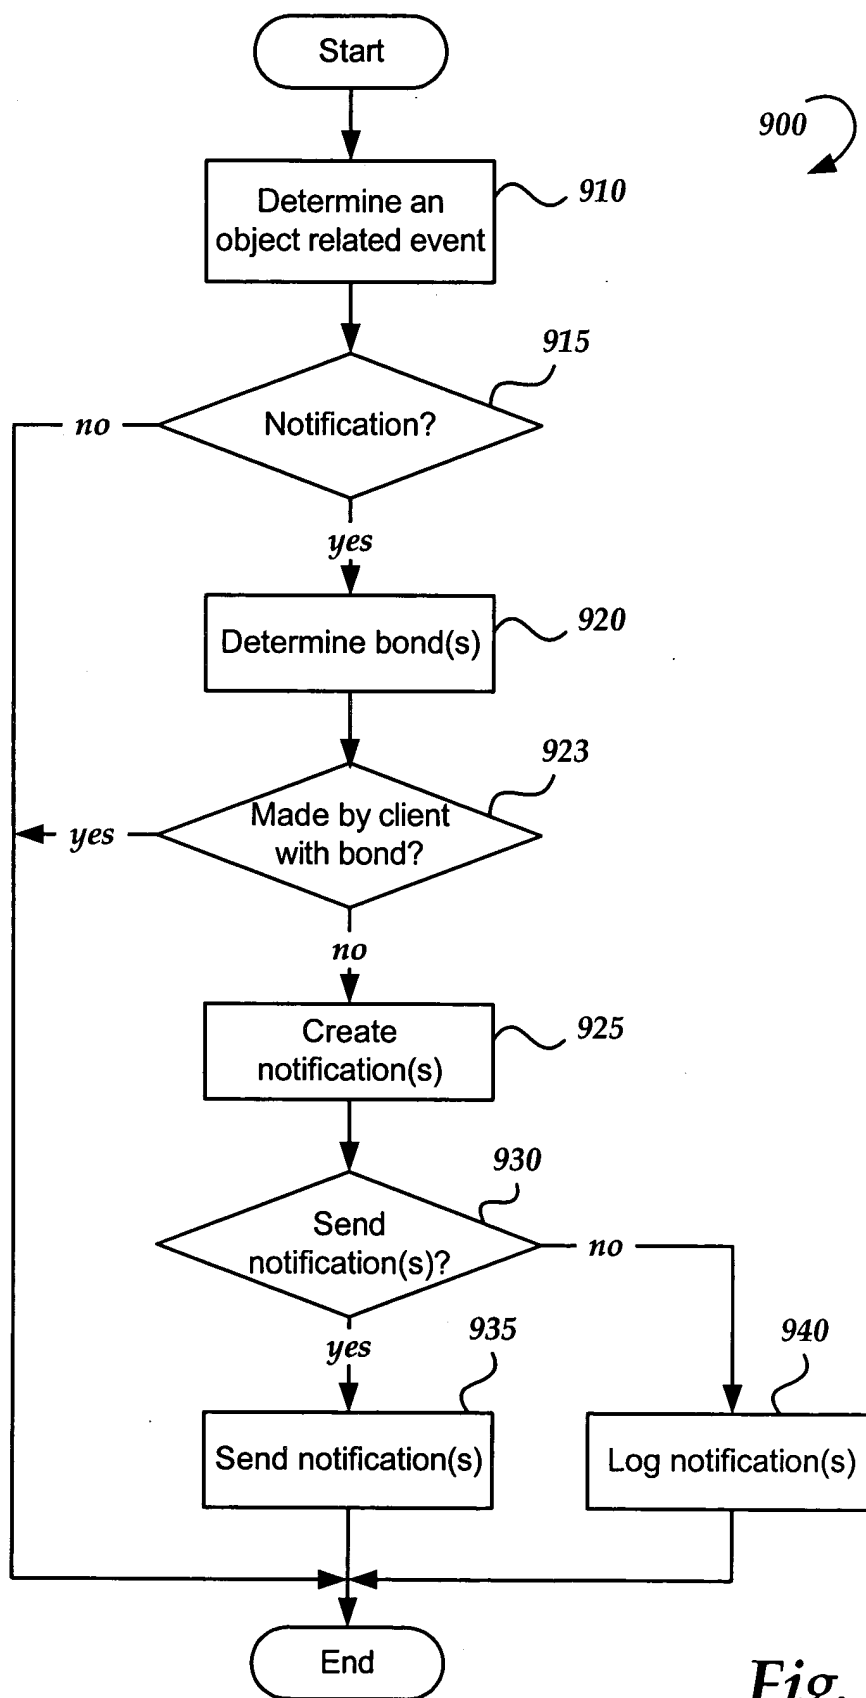 Start
900
Determine an
object related event
910
915
Notification?
no
yes
Determine bond(s)
920
923
Made by client
with bond?
yes
no
Create
notification(s)
925
930
Send
notification(s)?
no
yes
935
940
Send notification(s)
Log notification(s)
End
Fig.